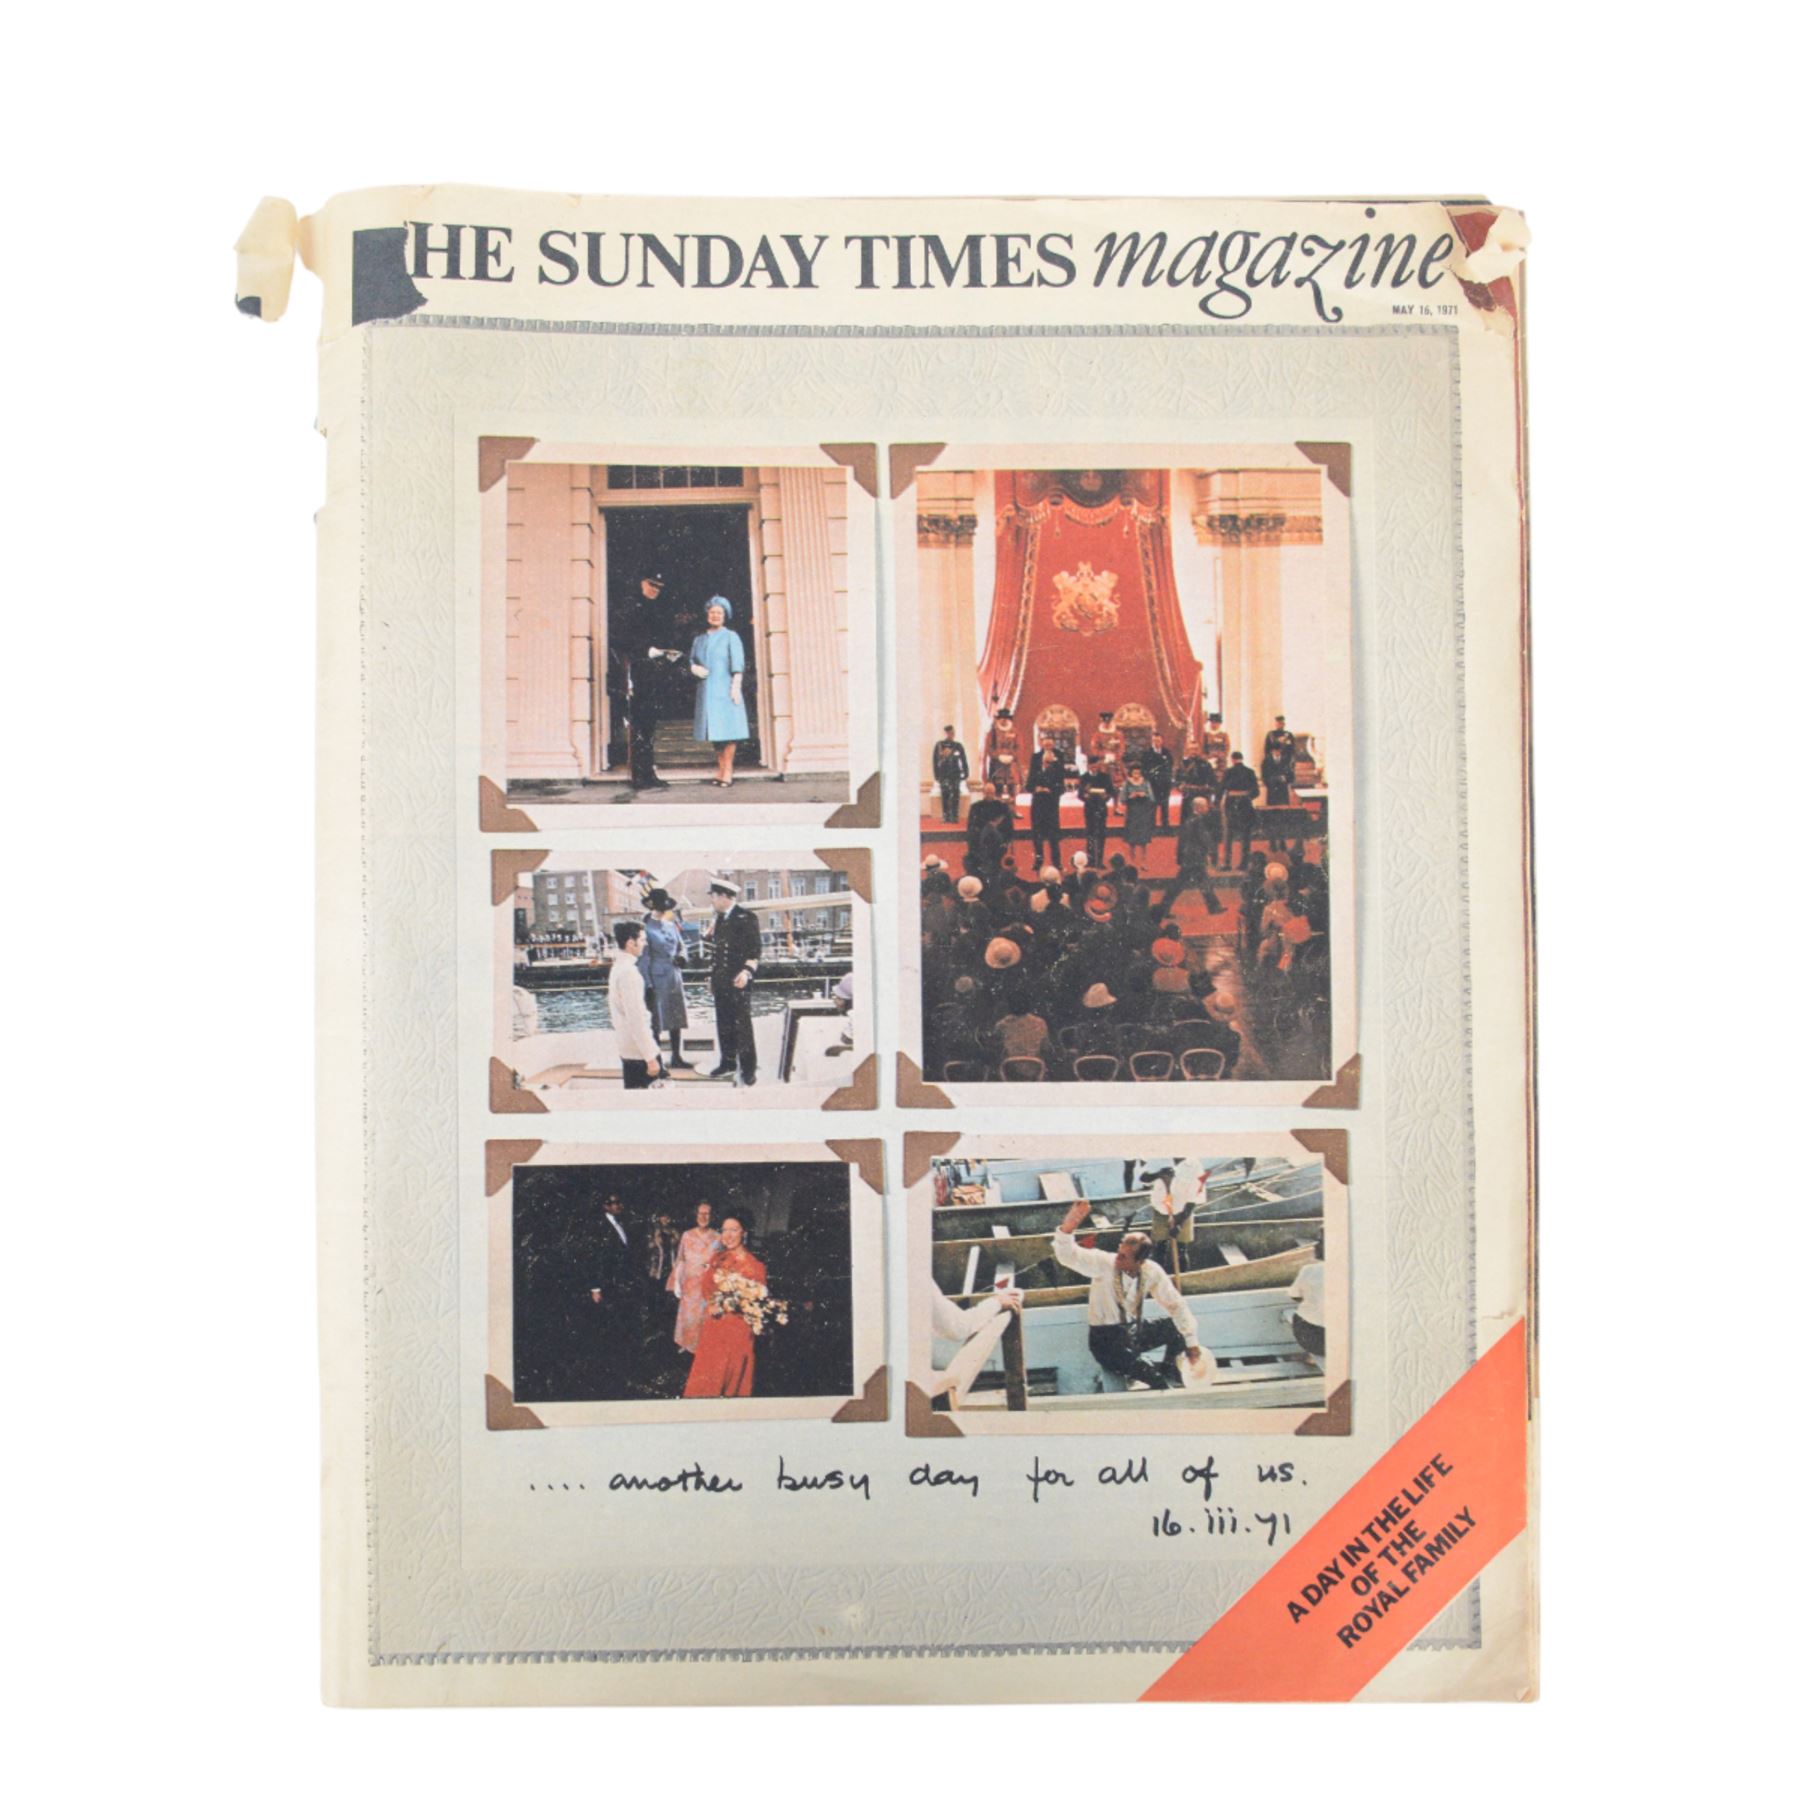 HE SUNDAY TIMES magazine
MAY 16, 1971
.... another busy day for all of us.
16.iii.71
A DAY IN THE LIFE
OF THE
ROYAL FAMILY